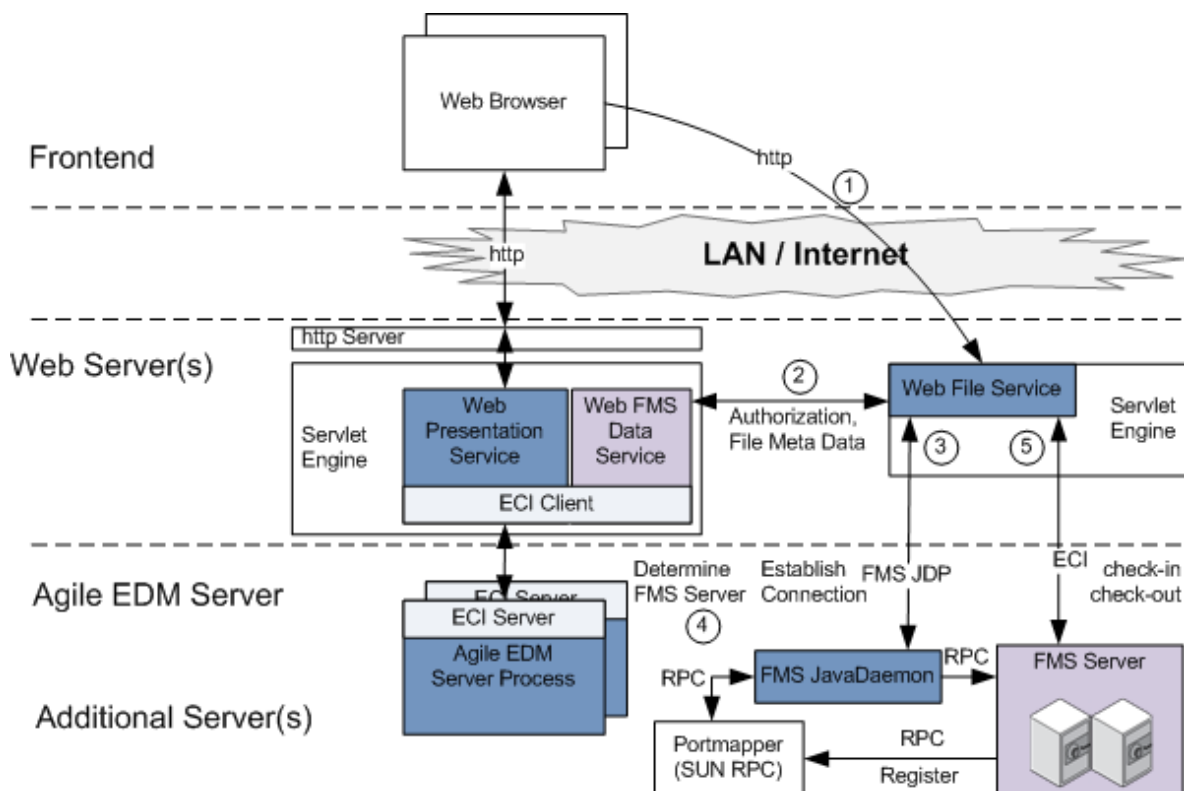 Web Browser
Frontend
http
1
http
LAN / Internet
http Server
Web Server(s)
Servlet
Engine
Web
Presentation
Service
Web FMS
Data
Service
ECI Client
2
Authorization,
File Meta Data
Web File Service
Servlet
Engine
3
5
Agile EDM Server
ECI Server
ECI Server
Agile EDM
Server Process
Determine
FMS Server
4
Establish
Connection
FMS JDP
ECI
check-in
check-out
RPC
FMS JavaDaemon
RPC
FMS Server
Additional Server(s)
Portmapper
(SUN RPC)
RPC
Register